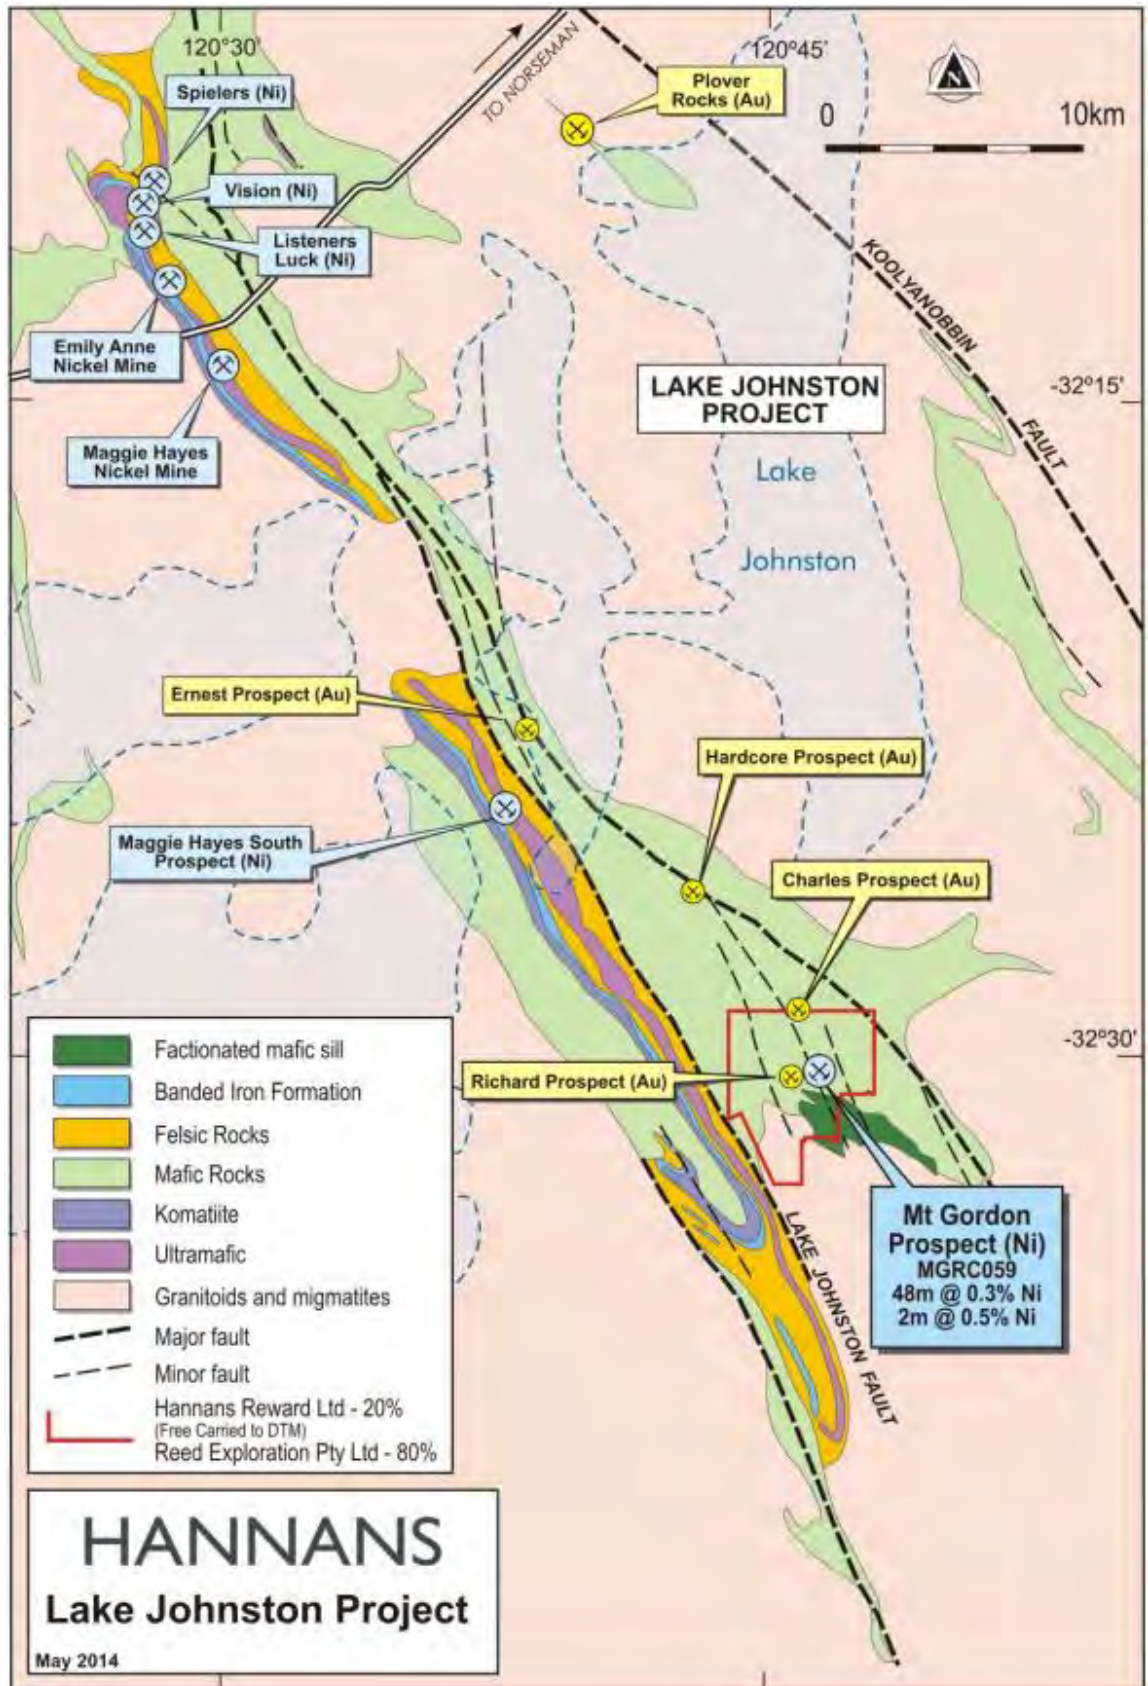 120°30'
120°45'
TO NORSEMAN
N
0
10km
Spielers (Ni)
Plover
Rocks (Au)
Vision (Ni)
Listeners
Luck (Ni)
KOOLYANOBBIN
FAULT
Emily Anne
Nickel Mine
LAKE JOHNSTON
PROJECT
-32°15'
Maggie Hayes
Nickel Mine
Lake
Johnston
Ernest Prospect (Au)
Hardcore Prospect (Au)
Maggie Hayes South
Prospect (Ni)
Charles Prospect (Au)
-32°30'
Richard Prospect (Au)
Mt Gordon
Prospect (Ni)
MGRC059
48m @ 0.3% Ni
2m @ 0.5% Ni
LAKE JOHNSTON FAULT
Factionated mafic sill
Banded Iron Formation
Felsic Rocks
Mafic Rocks
Komatiite
Ultramafic
Granitoids and migmatites
Major fault
Minor fault
Hannans Reward Ltd - 20%
(Free Carried to DTM)
Reed Exploration Pty Ltd - 80%
HANNANS
Lake Johnston Project
May 2014